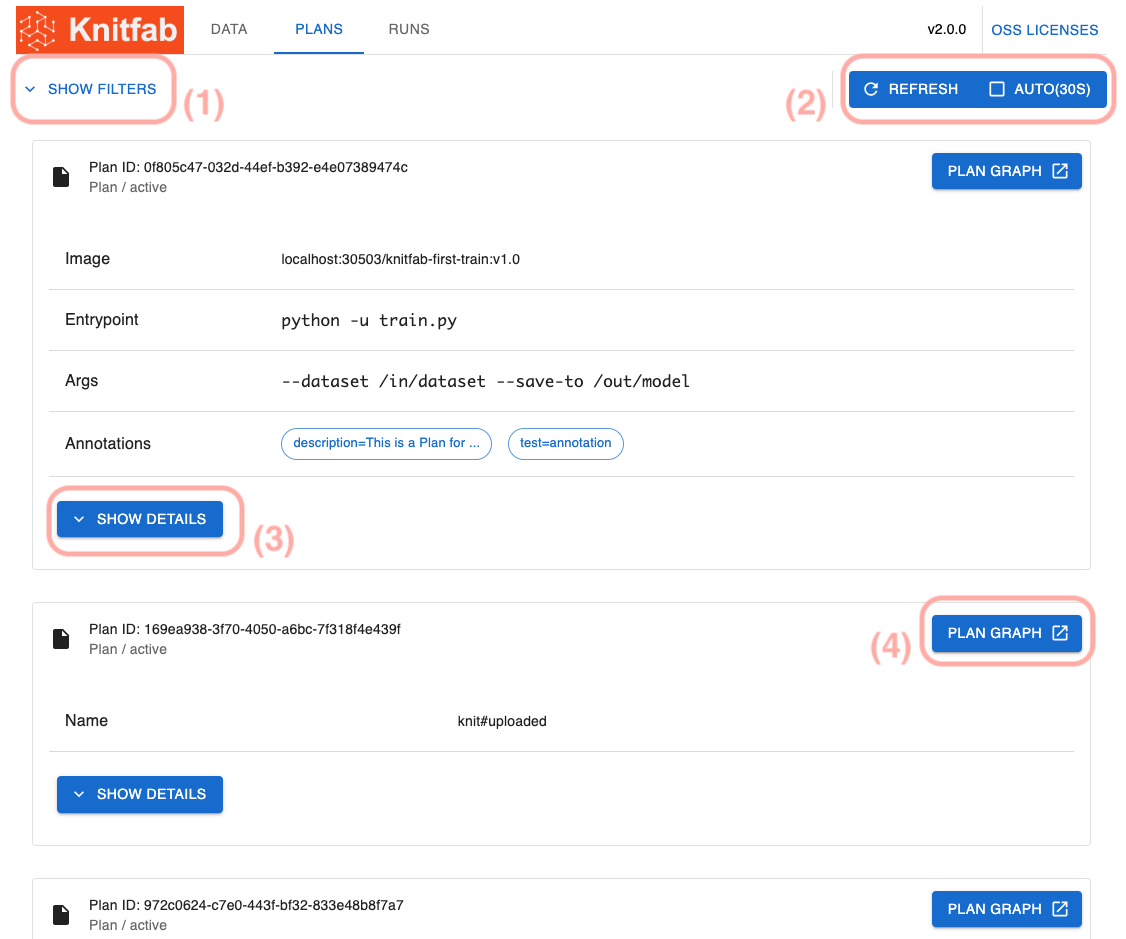 Knitfab DATA PLANS RUNS v2.0.0 OSS LICENSES
SHOW FILTERS (1) (2) REFRESH AUTO(30S)
Plan ID: 0f805c47-032d-44ef-b392-e4e07389474c
Plan / active
PLAN GRAPH
Image localhost:30503/knitfab-first-train:v1.0
Entrypoint python -u train.py
Args --dataset /in/dataset --save-to /out/model
Annotations description=This is a Plan for ... test=annotation
SHOW DETAILS (3)
Plan ID: 169ea938-3f70-4050-a6bc-7f318f4e439f
Plan / active
(4) PLAN GRAPH
Name knit#uploaded
SHOW DETAILS
Plan ID: 972c0624-c7e0-443f-bf32-833e48b8f7a7
Plan / active
PLAN GRAPH